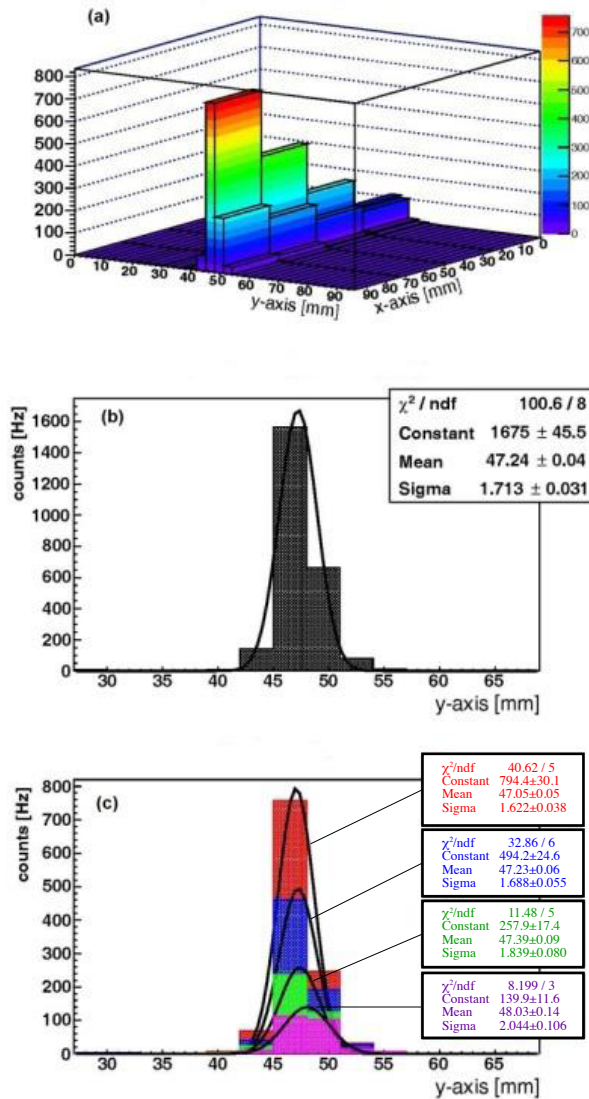 (a)
800
700
600
500
400
300
200
100
0
0 10 20 30 40 50 60 70 80 90
y-axis [mm]
90 80 70 60 50 40 30 20 10 0
x-axis [mm]
700
600
500
400
300
200
100
0
(b)
counts [Hz]
1600
1400
1200
1000
800
600
400
200
0
30 35 40 45 50 55 60 65
y-axis [mm]
χ² / ndf 100.6 / 8
Constant 1675 ± 45.5
Mean 47.24 ± 0.04
Sigma 1.713 ± 0.031
(c)
counts [Hz]
800
700
600
500
400
300
200
100
0
30 35 40 45 50 55 60 65
y-axis [mm]
χ²/ndf 40.62 / 5
Constant 794.4±30.1
Mean 47.05±0.05
Sigma 1.622±0.038
χ²/ndf 32.86 / 6
Constant 494.2±24.6
Mean 47.23±0.06
Sigma 1.688±0.055
χ²/ndf 11.48 / 5
Constant 257.9±17.4
Mean 47.39±0.09
Sigma 1.839±0.080
χ²/ndf 8.199 / 3
Constant 139.9±11.6
Mean 48.03±0.14
Sigma 2.044±0.106